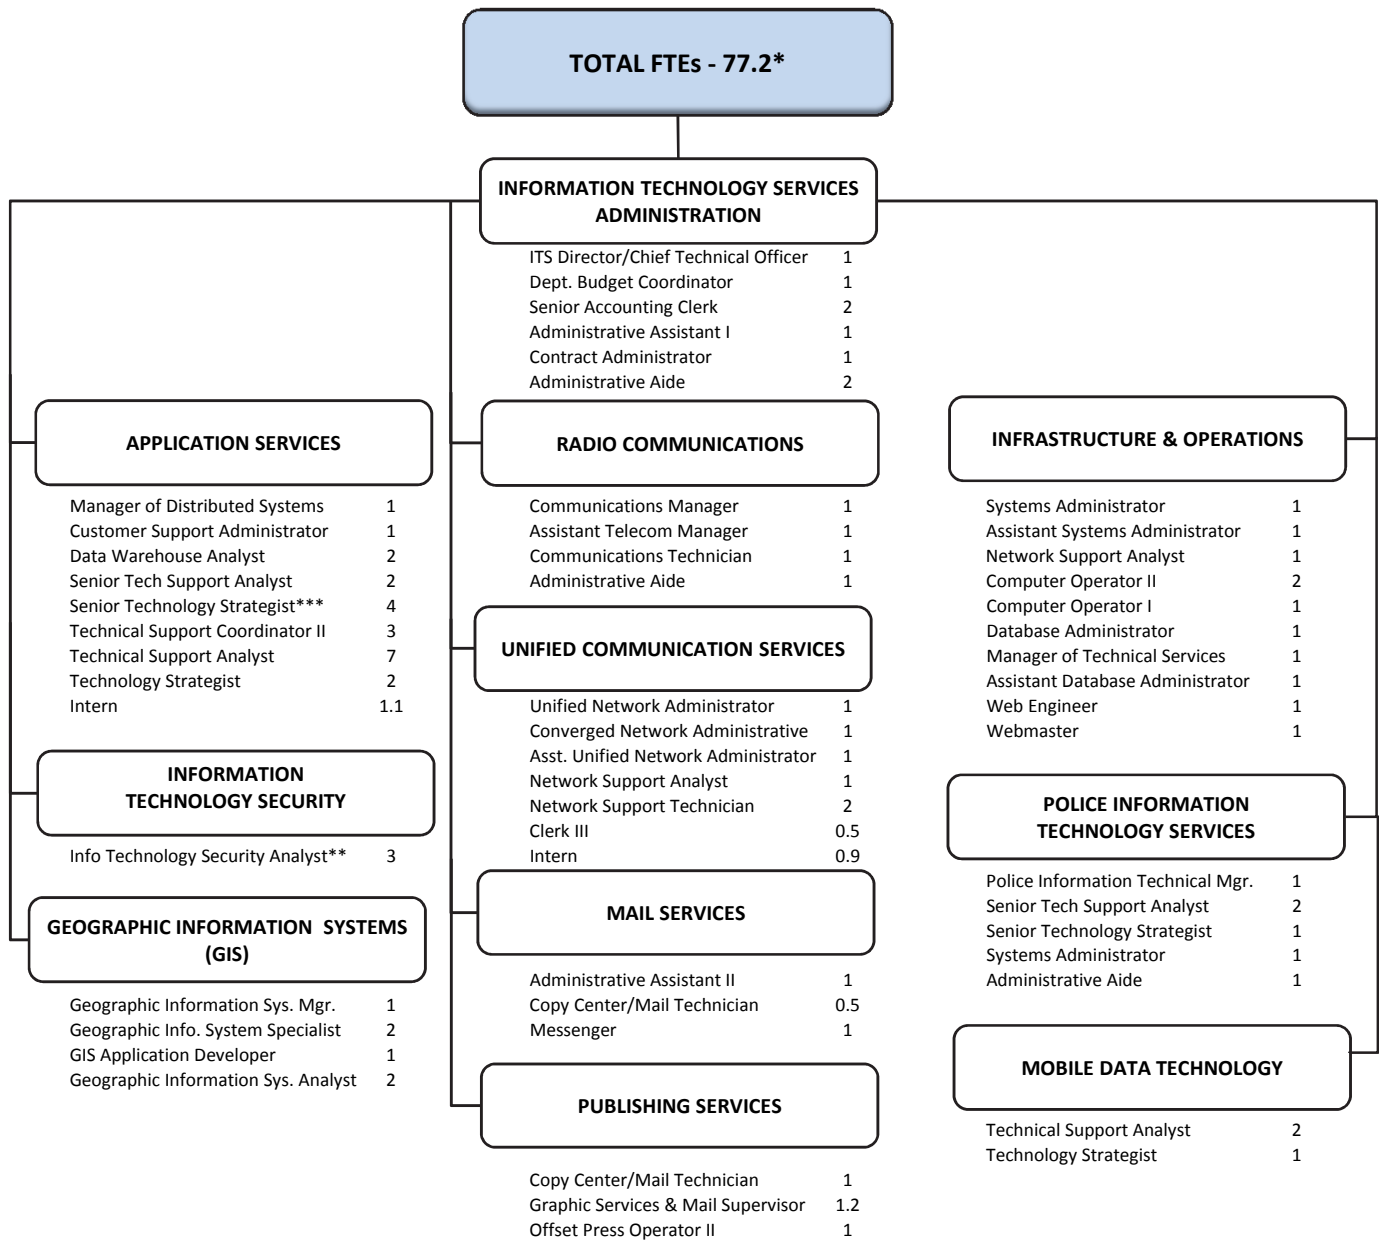 TOTAL FTEs - 77.2*
INFORMATION TECHNOLOGY SERVICES
ADMINISTRATION
ITS Director/Chief Technical Officer 1
Dept. Budget Coordinator 1
Senior Accounting Clerk 2
Administrative Assistant I 1
Contract Administrator 1
Administrative Aide 2
APPLICATION SERVICES
Manager of Distributed Systems 1
Customer Support Administrator 1
Data Warehouse Analyst 2
Senior Tech Support Analyst 2
Senior Technology Strategist*** 4
Technical Support Coordinator II 3
Technical Support Analyst 7
Technology Strategist 2
Intern 1.1
INFORMATION
TECHNOLOGY SECURITY
Info Technology Security Analyst** 3
GEOGRAPHIC INFORMATION SYSTEMS
(GIS)
Geographic Information Sys. Mgr. 1
Geographic Info. System Specialist 2
GIS Application Developer 1
Geographic Information Sys. Analyst 2
RADIO COMMUNICATIONS
Communications Manager 1
Assistant Telecom Manager 1
Communications Technician 1
Administrative Aide 1
UNIFIED COMMUNICATION SERVICES
Unified Network Administrator 1
Converged Network Administrative 1
Asst. Unified Network Administrator 1
Network Support Analyst 1
Network Support Technician 2
Clerk III 0.5
Intern 0.9
MAIL SERVICES
Administrative Assistant II 1
Copy Center/Mail Technician 0.5
Messenger 1
PUBLISHING SERVICES
Copy Center/Mail Technician 1
Graphic Services & Mail Supervisor 1.2
Offset Press Operator II 1
INFRASTRUCTURE & OPERATIONS
Systems Administrator 1
Assistant Systems Administrator 1
Network Support Analyst 1
Computer Operator II 2
Computer Operator I 1
Database Administrator 1
Manager of Technical Services 1
Assistant Database Administrator 1
Web Engineer 1
Webmaster 1
POLICE INFORMATION
TECHNOLOGY SERVICES
Police Information Technical Mgr. 1
Senior Tech Support Analyst 2
Senior Technology Strategist 1
Systems Administrator 1
Administrative Aide 1
MOBILE DATA TECHNOLOGY
Technical Support Analyst 2
Technology Strategist 1